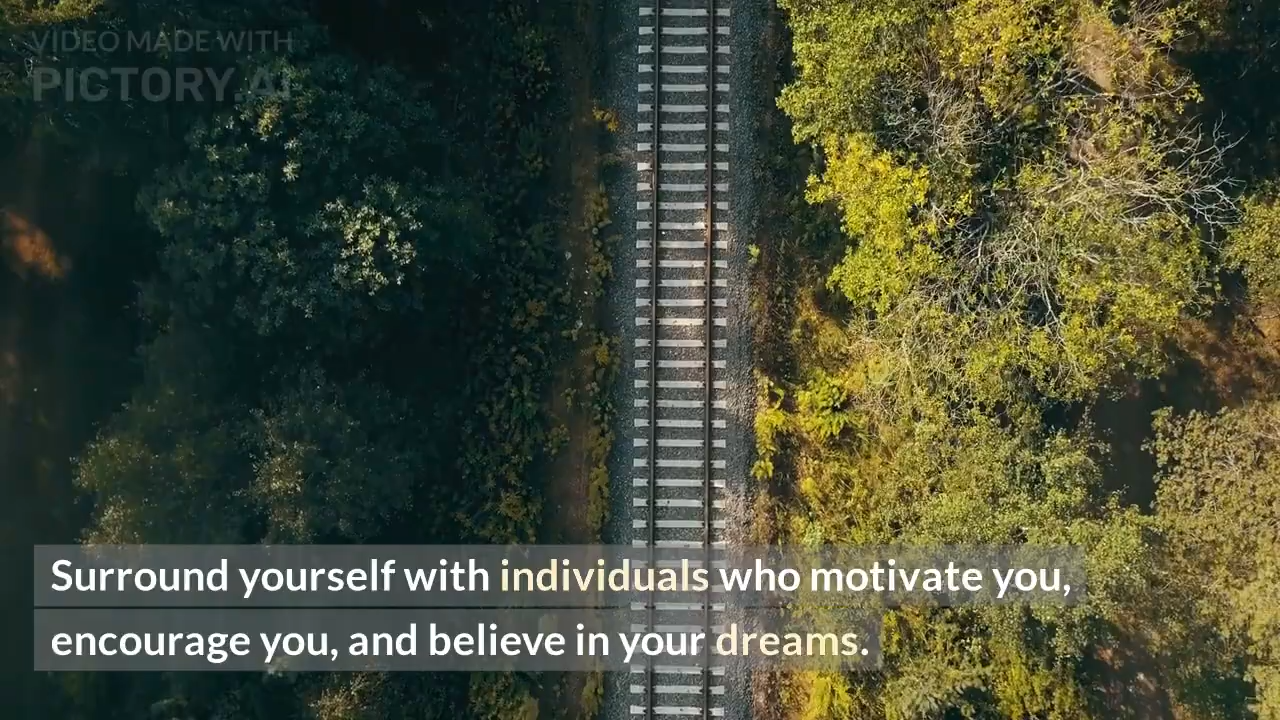 VIDEO MADE WITH
PICTORY.AI
Surround yourself with individuals who motivate you,
encourage you, and believe in your dreams.